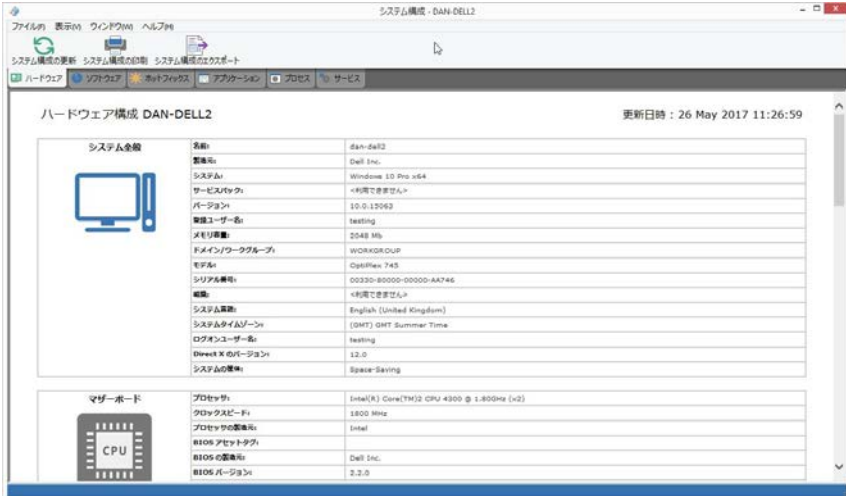 システム構成 - DAN-DELL2
ファイル(F) 表示(V) ウィンドウ(W) ヘルプ(H)
システム構成の更新 システム構成の印刷 システム構成のエクスポート
ハードウェア ソフトウェア ホットフィックス アプリケーション プロセス サービス
ハードウェア構成 DAN-DELL2 更新日時 : 26 May 2017 11:26:59
システム全般
名前: dan-dell2
製造元: Dell Inc.
システム: Windows 10 Pro x64
サービスパック: <利用できません>
バージョン: 10.0.15063
登録ユーザー名: testing
メモリ容量: 2048 Mb
ドメイン/ワークグループ: WORKGROUP
モデル: OptiPlex 745
シリアル番号: 00330-80000-00000-AA746
組織: <利用できません>
システム言語: English (United Kingdom)
システムタイムゾーン: (GMT) GMT Summer Time
ログオンユーザー名: testing
Direct X のバージョン: 12.0
システムの筐体: Space-Saving
マザーボード
プロセッサ: Intel(R) Core(TM)2 CPU 4300 @ 1.80GHz (x2)
クロックスピード: 1800 MHz
プロセッサの製造元: Intel
BIOS アセットタグ:
BIOS の製造元: Dell Inc.
BIOS バージョン: 2.2.0
CPU